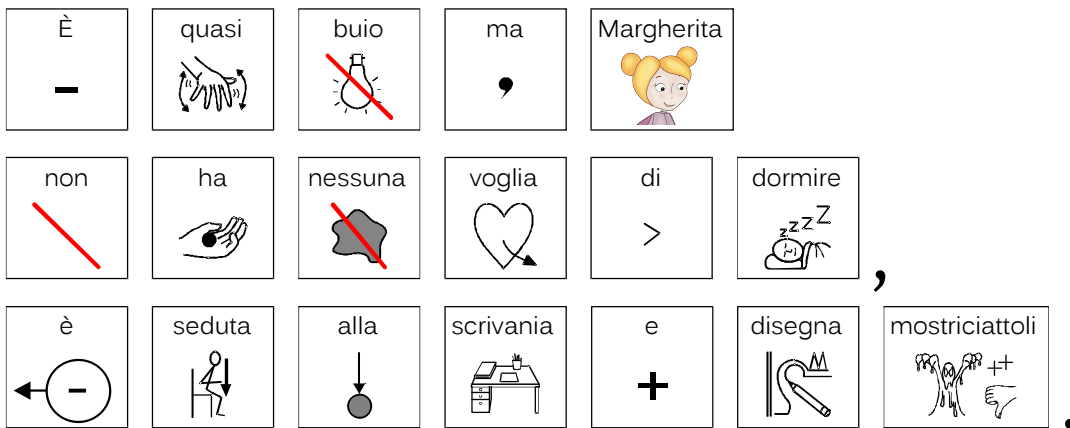 È quasi buio ma Margherita
non ha nessuna voglia di dormire,
è seduta alla scrivania e disegna mostriciattoli.